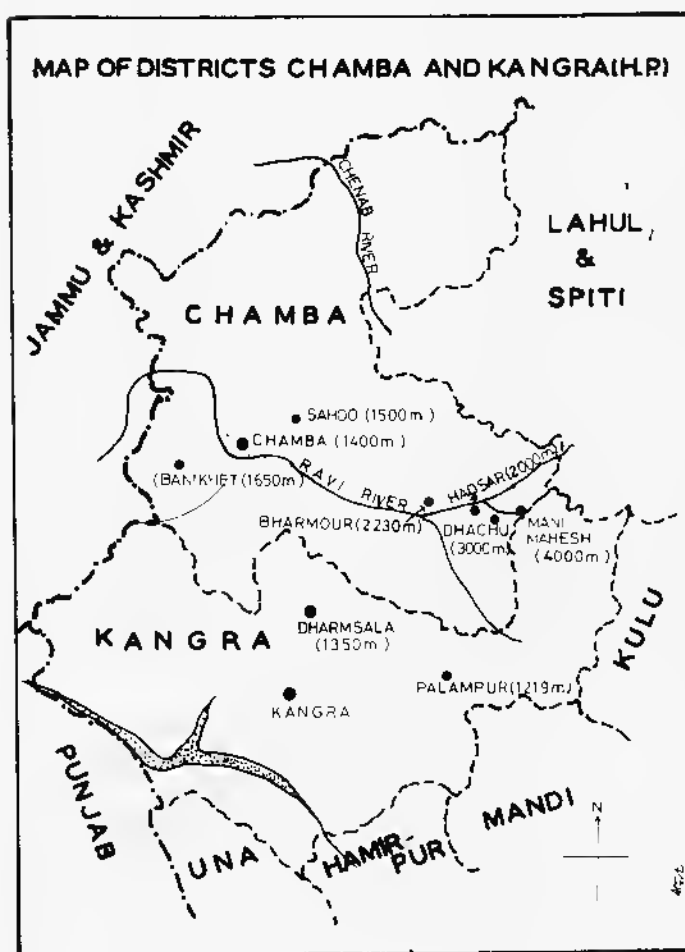 MAP OF DISTRICTS CHAMBA AND KANGRA(H.P.)
JAMMU & KASHMIR
CHENAB RIVER
LAHUL
&
SPITI
CHAMBA
SAHOO (1500m)
CHAMBA(1400m)
(BANIKHET(1650m)
RAVI RIVER
HADSAR(2000m)
BHARMOUR(2230m)
DHACHU
(3000m)
MANI
MAHESH
(4000m)
KANGRA
DHARMSALA
(1350m)
KULU
PALAMPUR(1219m)
KANGRA
PUNJAB
UNA
HAMIR-
PUR
MANDI
N